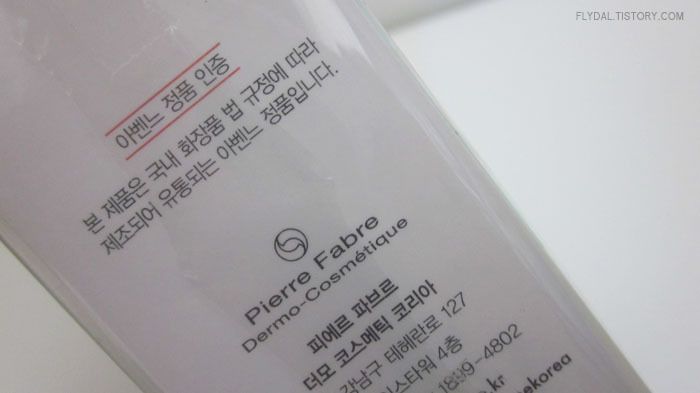 FLYDAL.TISTORY.COM
아벤느 정품 인증
본 제품은 국내 화장품 법 규정에 따라
제조되어 유통되는 아벤느 정품입니다.
Pierre Fabre
Dermo-Cosmétique
피에르 파브르
더모 코스메틱 코리아
강남구 테헤란로 127
4층
1899-4802